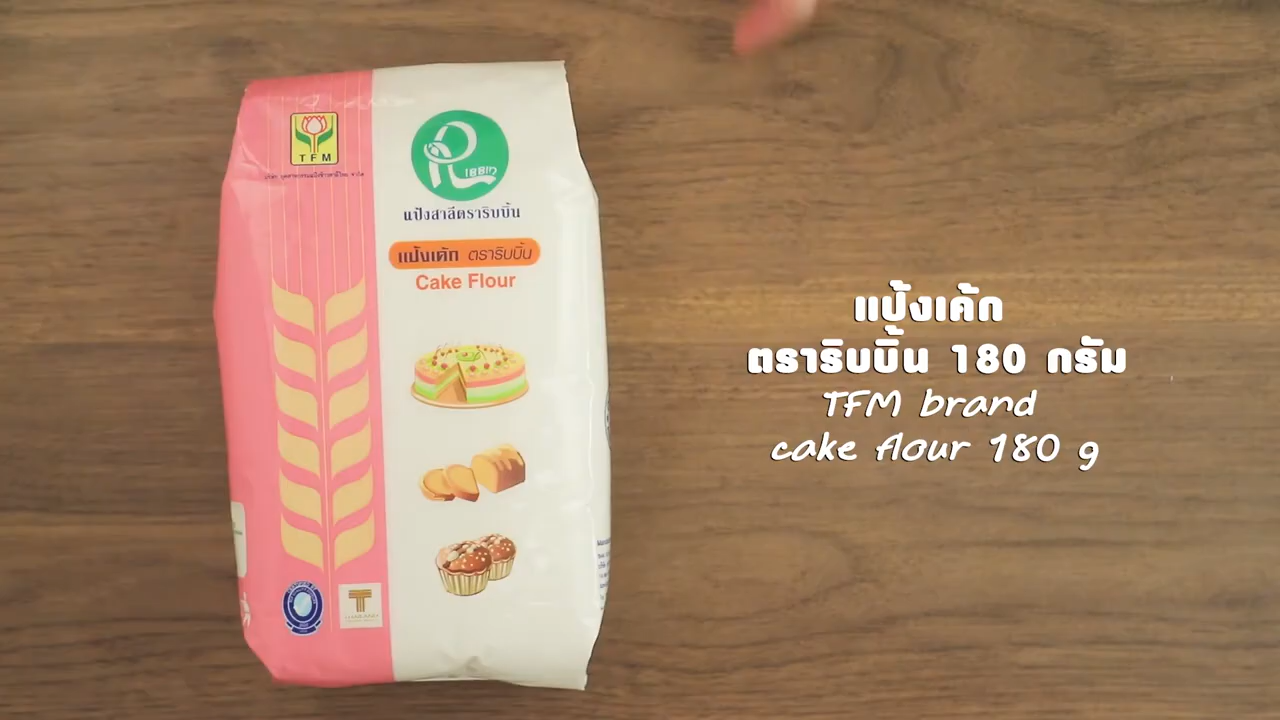 TFM
Ribbin
แป้งสาลีตราริบบิ้น
แป้งเค้ก ตราริบบิ้น
Cake Flour
แป้งเค้ก
ตราริบบิ้น 180 กรัม
TFM brand
cake flour 180 g